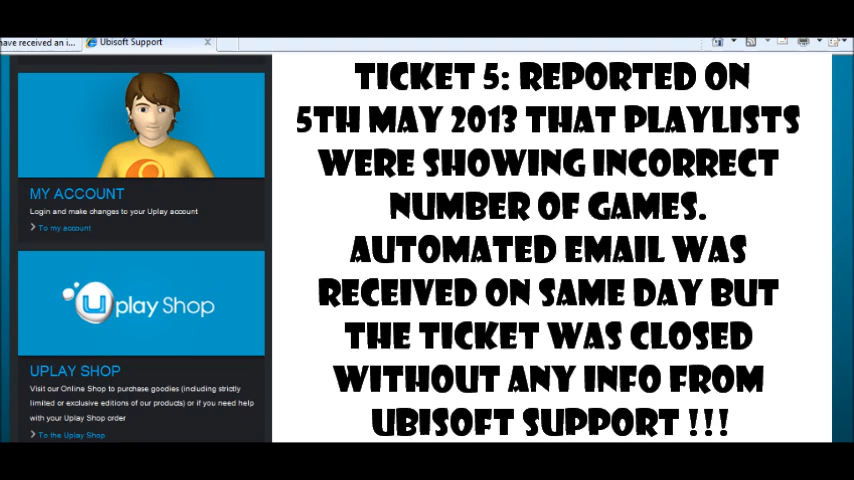 have received an i...
Ubisoft Support
MY ACCOUNT
Login and make changes to your Uplay account
To my account
Uplay Shop
UPLAY SHOP
Visit our Online Shop to purchase goodies (including strictly
limited or exclusive editions of our products) or if you need help
with your Uplay Shop order
To the Uplay Shop
TICKET 5: REPORTED ON
5TH MAY 2013 THAT PLAYLISTS
WERE SHOWING INCORRECT
NUMBER OF GAMES.
AUTOMATED EMAIL WAS
RECEIVED ON SAME DAY BUT
THE TICKET WAS CLOSED
WITHOUT ANY INFO FROM
UBISOFT SUPPORT !!!